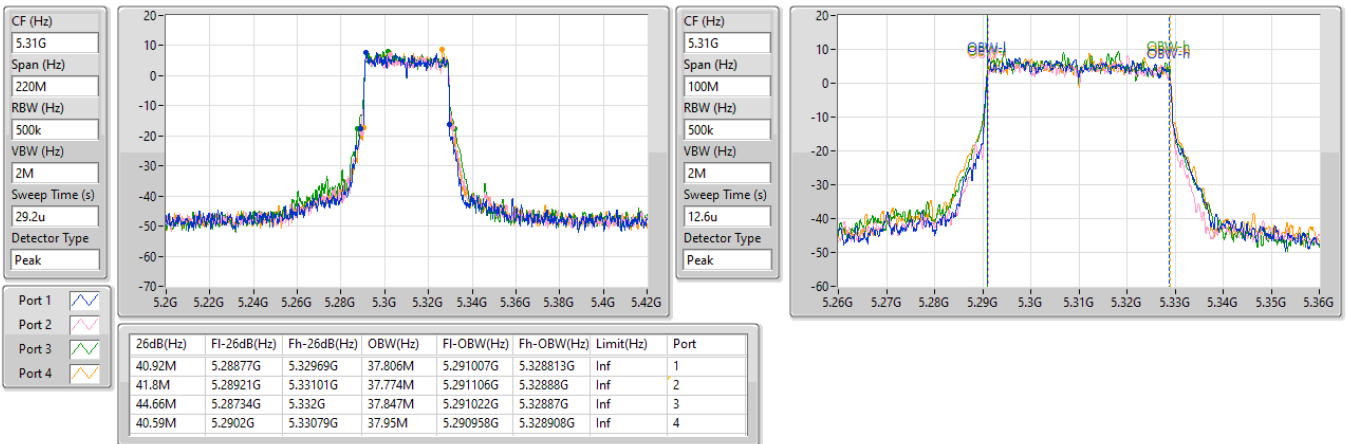 CF (Hz)
5.31G
Span (Hz)
220M
RBW (Hz)
500k
VBW (Hz)
2M
Sweep Time (s)
29.2u
Detector Type
Peak
20
10
0
-10
-20
-30
-40
-50
-60
-70
5.2G 5.22G 5.24G 5.26G 5.28G 5.3G 5.32G 5.34G 5.36G 5.38G 5.4G 5.42G
CF (Hz)
5.31G
Span (Hz)
100M
RBW (Hz)
500k
VBW (Hz)
2M
Sweep Time (s)
12.6u
Detector Type
Peak
20
10
0
-10
-20
-30
-40
-50
-60
OBW-l
OBW-h
OBW-h
5.26G 5.27G 5.28G 5.29G 5.3G 5.31G 5.32G 5.33G 5.34G 5.35G 5.36G
Port 1
Port 2
Port 3
Port 4
26dB(Hz) Fl-26dB(Hz) Fh-26dB(Hz) OBW(Hz) Fl-OBW(Hz) Fh-OBW(Hz) Limit(Hz) Port
40.92M 5.28877G 5.32969G 37.806M 5.291007G 5.328813G Inf 1
41.8M 5.28921G 5.33101G 37.774M 5.291106G 5.32888G Inf 2
44.66M 5.28734G 5.332G 37.847M 5.291022G 5.32887G Inf 3
40.59M 5.2902G 5.33079G 37.95M 5.290958G 5.328908G Inf 4